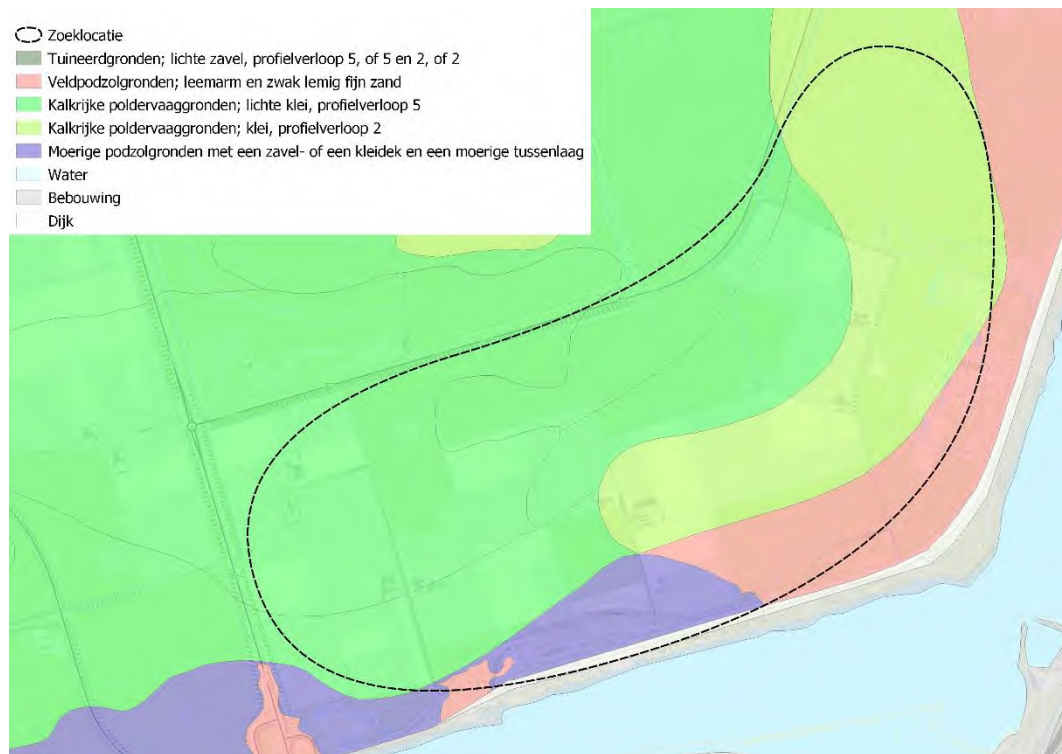 Zoeklocatie
Tuineerdgronden; lichte zavel, profielverloop 5, of 5 en 2, of 2
Veldpodzolgronden; leemarm en zwak lemig fijn zand
Kalkrijke poldervaaggronden; lichte klei, profielverloop 5
Kalkrijke poldervaaggronden; klei, profielverloop 2
Moerige podzolgronden met een zavel- of een kleidek en een moerige tussenlaag
Water
Bebouwing
Dijk